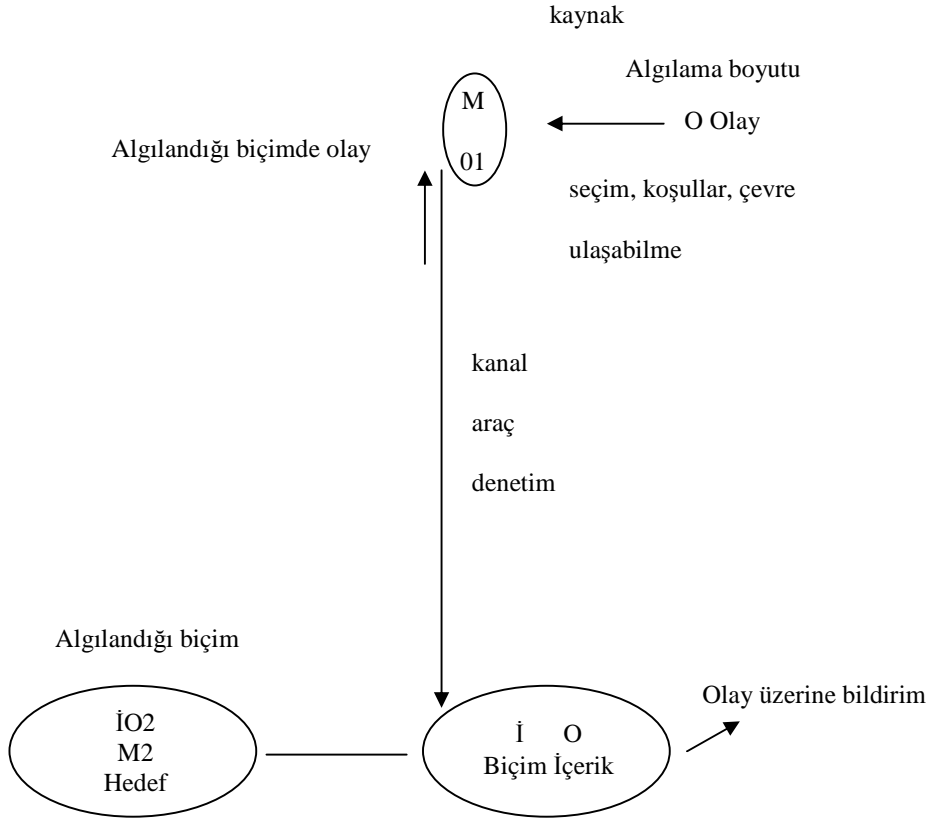 kaynak
Algılama boyutu
M
O Olay
Algılandığı biçimde olay
01
seçim, koşullar, çevre
ulaşabilme
kanal
araç
denetim
Algılandığı biçim
Olay üzerine bildirim
İO2
M2
Hedef
İ O
Biçim İçerik